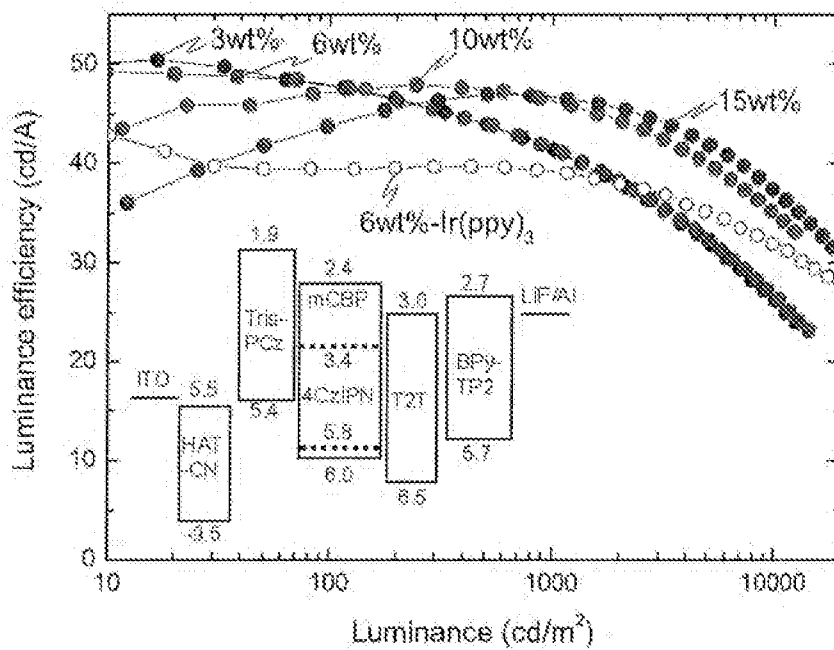 Luminance efficiency (cd/A)
50
40
30
20
10
0
3wt%
6wt%
10wt%
15wt%
6wt%-Ir(ppy)3
1.9
Tris-
PCz
5.4
2.4
mCBP
3.4
4CzIPN
5.8
6.0
3.0
T2T
6.5
2.7
BPy-
TP2
5.7
LiF/Al
ITO
HAT
-CN
10
100
1000
10000
Luminance (cd/m²)